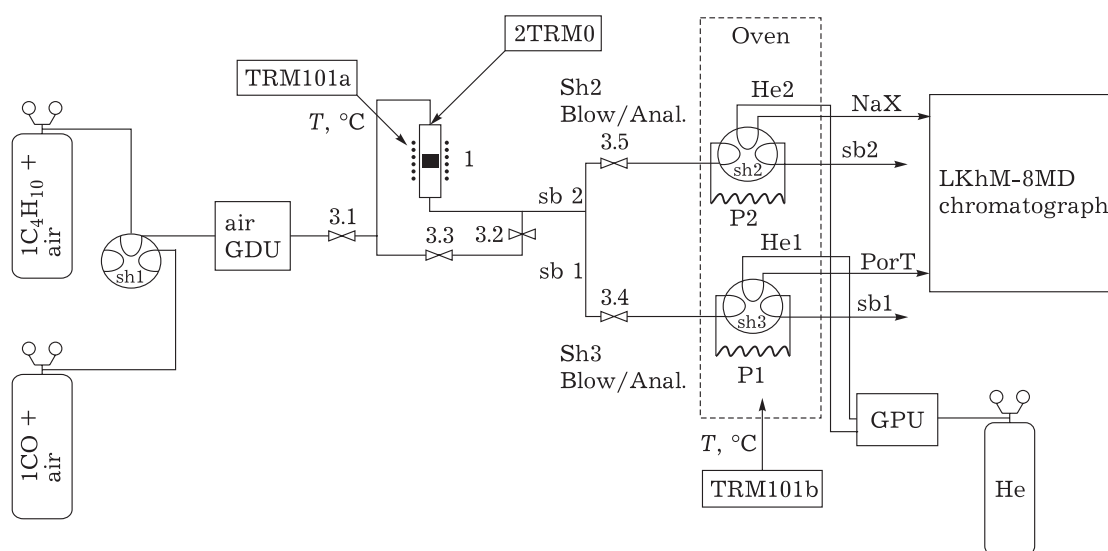 2TRM0
Oven
TRM101a
Sh2
Blow/Anal.
He2
NaX
T, °C
3.5
1
sh2
sb2
1C₄H₁₀ +
air
LKhM-8MD
chromatograph
sb 2
P2
air
GDU
3.1
3.2
3.3
He1
sh1
sb 1
PorT
3.4
sb1
sh3
Sh3
Blow/Anal.
P1
1CO +
air
GPU
T, °C
TRM101b
He